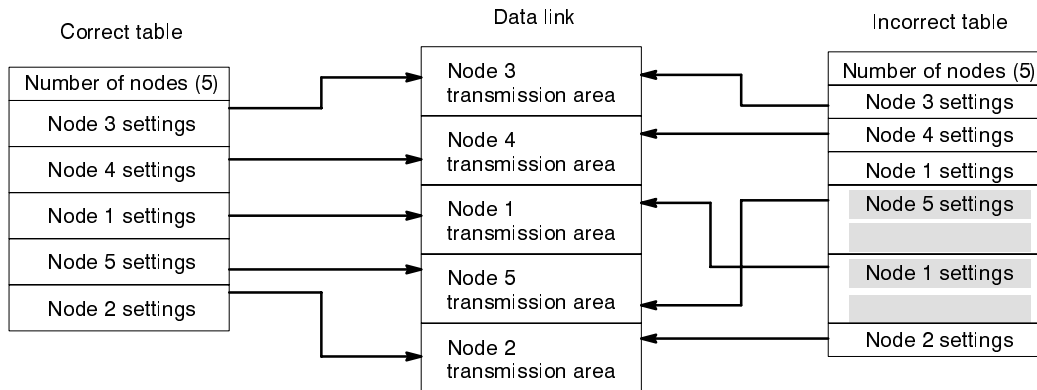 Correct table
Number of nodes (5)
Node 3 settings
Node 4 settings
Node 1 settings
Node 5 settings
Node 2 settings
Data link
Node 3
transmission area
Node 4
transmission area
Node 1
transmission area
Node 5
transmission area
Node 2
transmission area
Incorrect table
Number of nodes (5)
Node 3 settings
Node 4 settings
Node 1 settings
Node 5 settings
Node 1 settings
Node 2 settings